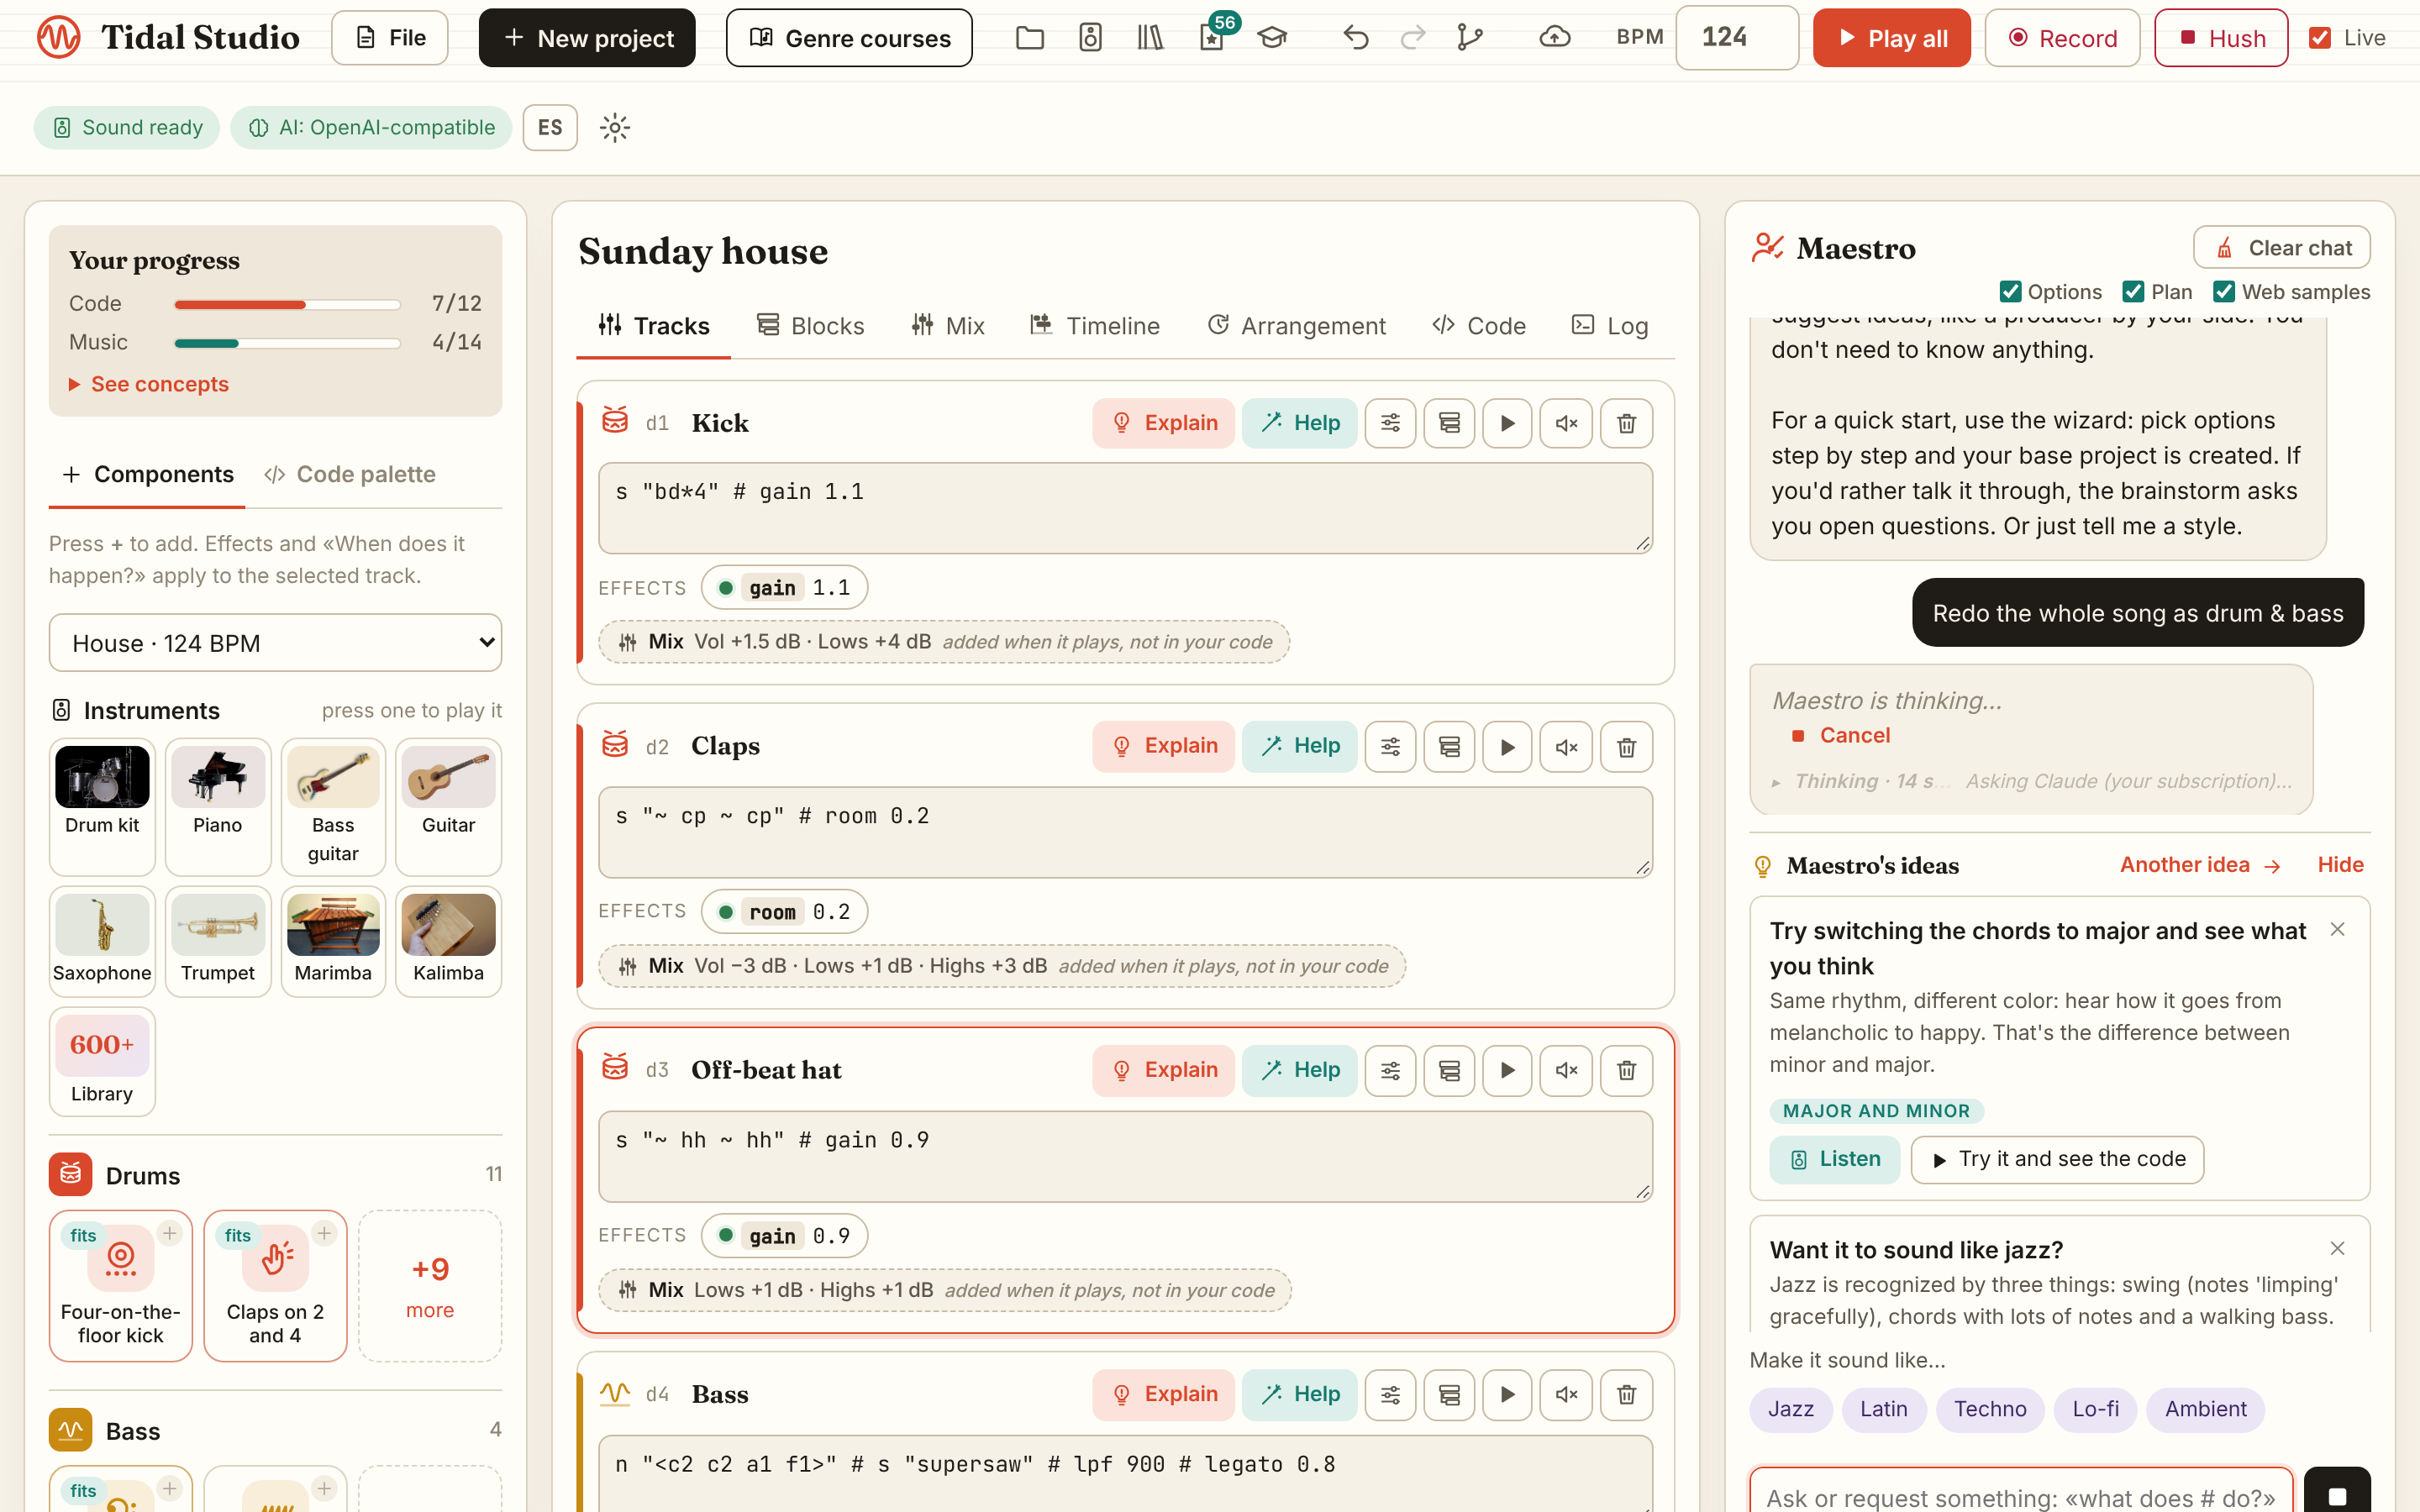 Tidal Studio
File
+ New project
Genre courses
56
BPM
124
Play all
Record
Hush
Live
Sound ready
AI: OpenAI-compatible
ES
Your progress
Code 7/12
Music 4/14
See concepts
+ Components
</> Code palette
Press + to add. Effects and «When does it
happen?» apply to the selected track.
House · 124 BPM
Instruments
press one to play it
Drum kit
Piano
Bass
guitar
Guitar
Saxophone
Trumpet
Marimba
Kalimba
600+
Library
Drums 11
fits
Four-on-the-
floor kick
fits
Claps on 2
and 4
+9
more
Bass 4
fits
Sunday house
Tracks
Blocks
Mix
Timeline
Arrangement
</> Code
Log
d1 Kick
Explain
Help
s "bd*4" # gain 1.1
EFFECTS gain 1.1
Mix Vol +1.5 dB · Lows +4 dB added when it plays, not in your code
d2 Claps
Explain
Help
s "~ cp ~ cp" # room 0.2
EFFECTS room 0.2
Mix Vol −3 dB · Lows +1 dB · Highs +3 dB added when it plays, not in your code
d3 Off-beat hat
Explain
Help
s "~ hh ~ hh" # gain 0.9
EFFECTS gain 0.9
Mix Lows +1 dB · Highs +1 dB added when it plays, not in your code
d4 Bass
Explain
Help
n "<c2 c2 a1 f1>" # s "supersaw" # lpf 900 # legato 0.8
Maestro
Clear chat
Options
Plan
Web samples
suggest ideas, like a producer by your side. You
don't need to know anything.
For a quick start, use the wizard: pick options
step by step and your base project is created. If
you'd rather talk it through, the brainstorm asks
you open questions. Or just tell me a style.
Redo the whole song as drum & bass
Maestro is thinking...
Cancel
Thinking · 14 s... Asking Claude (your subscription)...
Maestro's ideas
Another idea →
Hide
Try switching the chords to major and see what
you think
Same rhythm, different color: hear how it goes from
melancholic to happy. That's the difference between
minor and major.
MAJOR AND MINOR
Listen
Try it and see the code
Want it to sound like jazz?
Jazz is recognized by three things: swing (notes 'limping'
gracefully), chords with lots of notes and a walking bass.
Make it sound like...
Jazz
Latin
Techno
Lo-fi
Ambient
Ask or request something: «what does # do?»